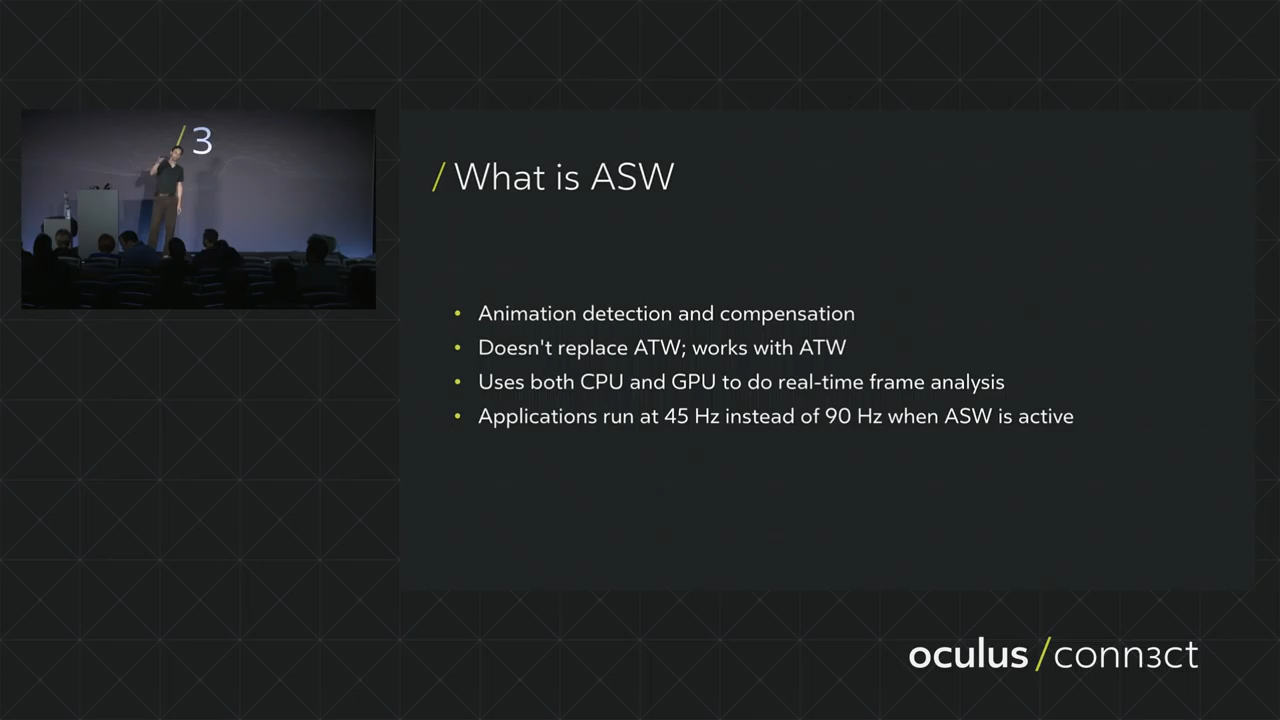 /3
/ What is ASW
• Animation detection and compensation
• Doesn't replace ATW; works with ATW
• Uses both CPU and GPU to do real-time frame analysis
• Applications run at 45 Hz instead of 90 Hz when ASW is active
oculus /conn3ct